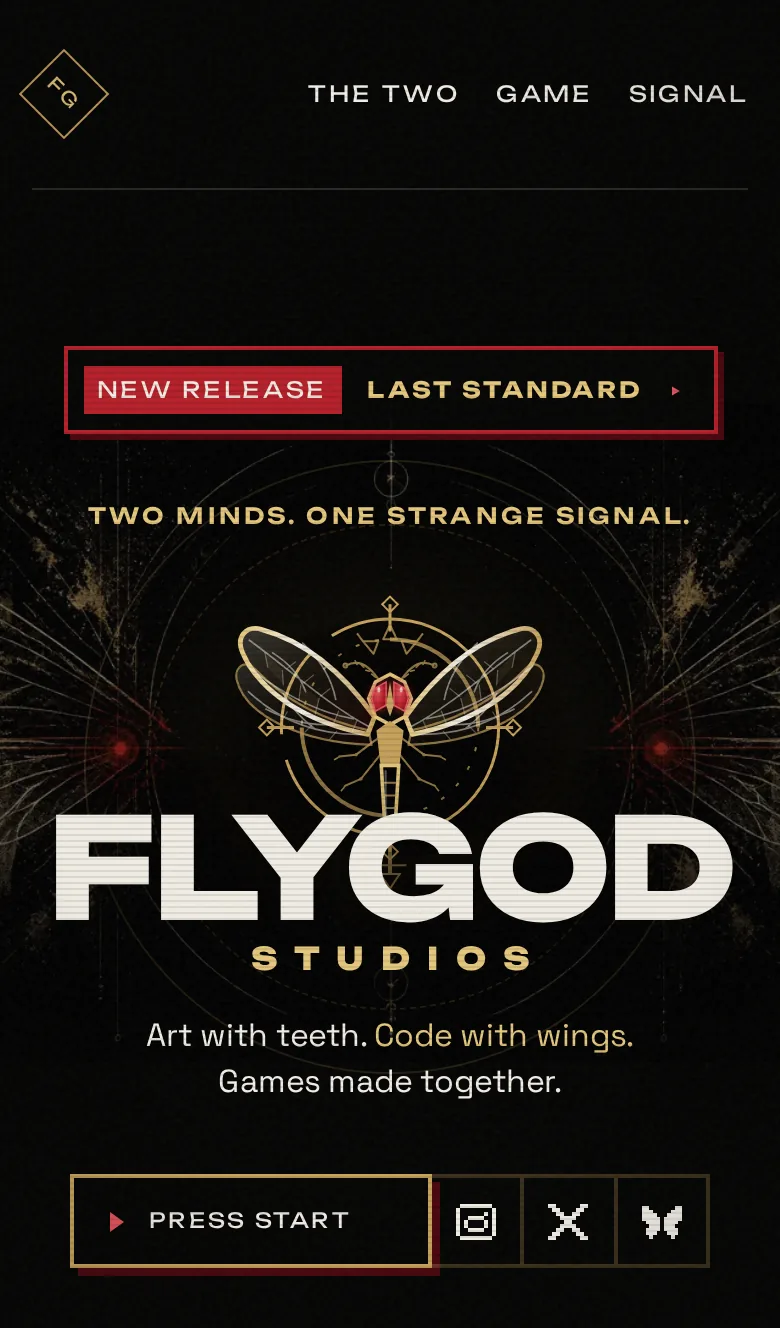 FG
THE TWO GAME SIGNAL
NEW RELEASE LAST STANDARD
TWO MINDS. ONE STRANGE SIGNAL.
FLYGOD
STUDIOS
Art with teeth. Code with wings.
Games made together.
PRESS START